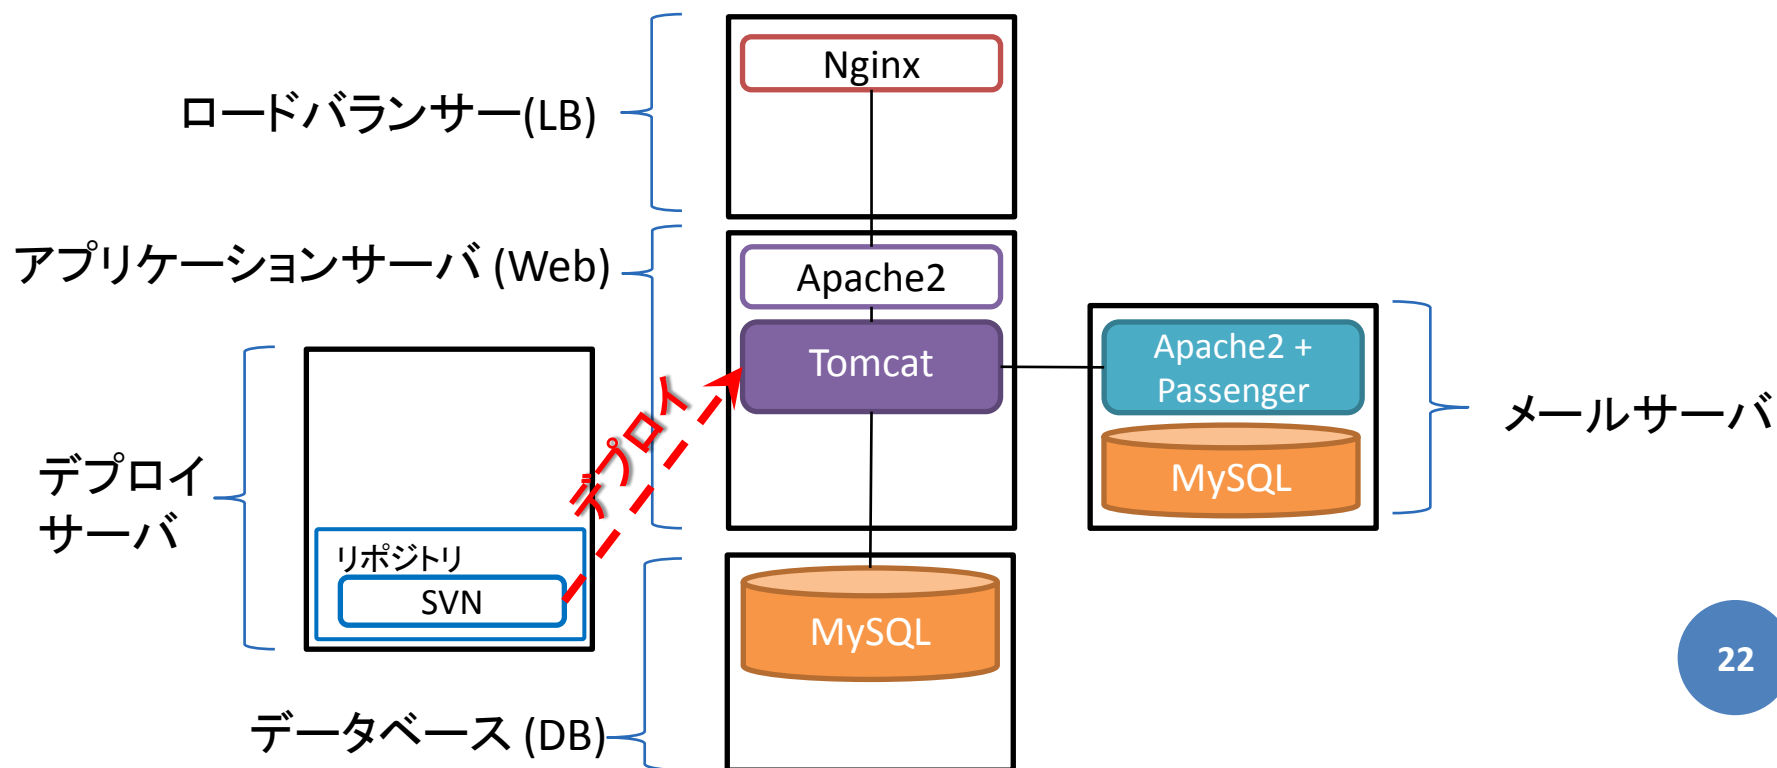 Nginx
ロードバランサー(LB)
アプリケーションサーバ (Web)
Apache2
Tomcat
Apache2 +
Passenger
MySQL
メールサーバ
デプロイ
デプロイ
サーバ
リポジトリ
SVN
MySQL
データベース (DB)
22